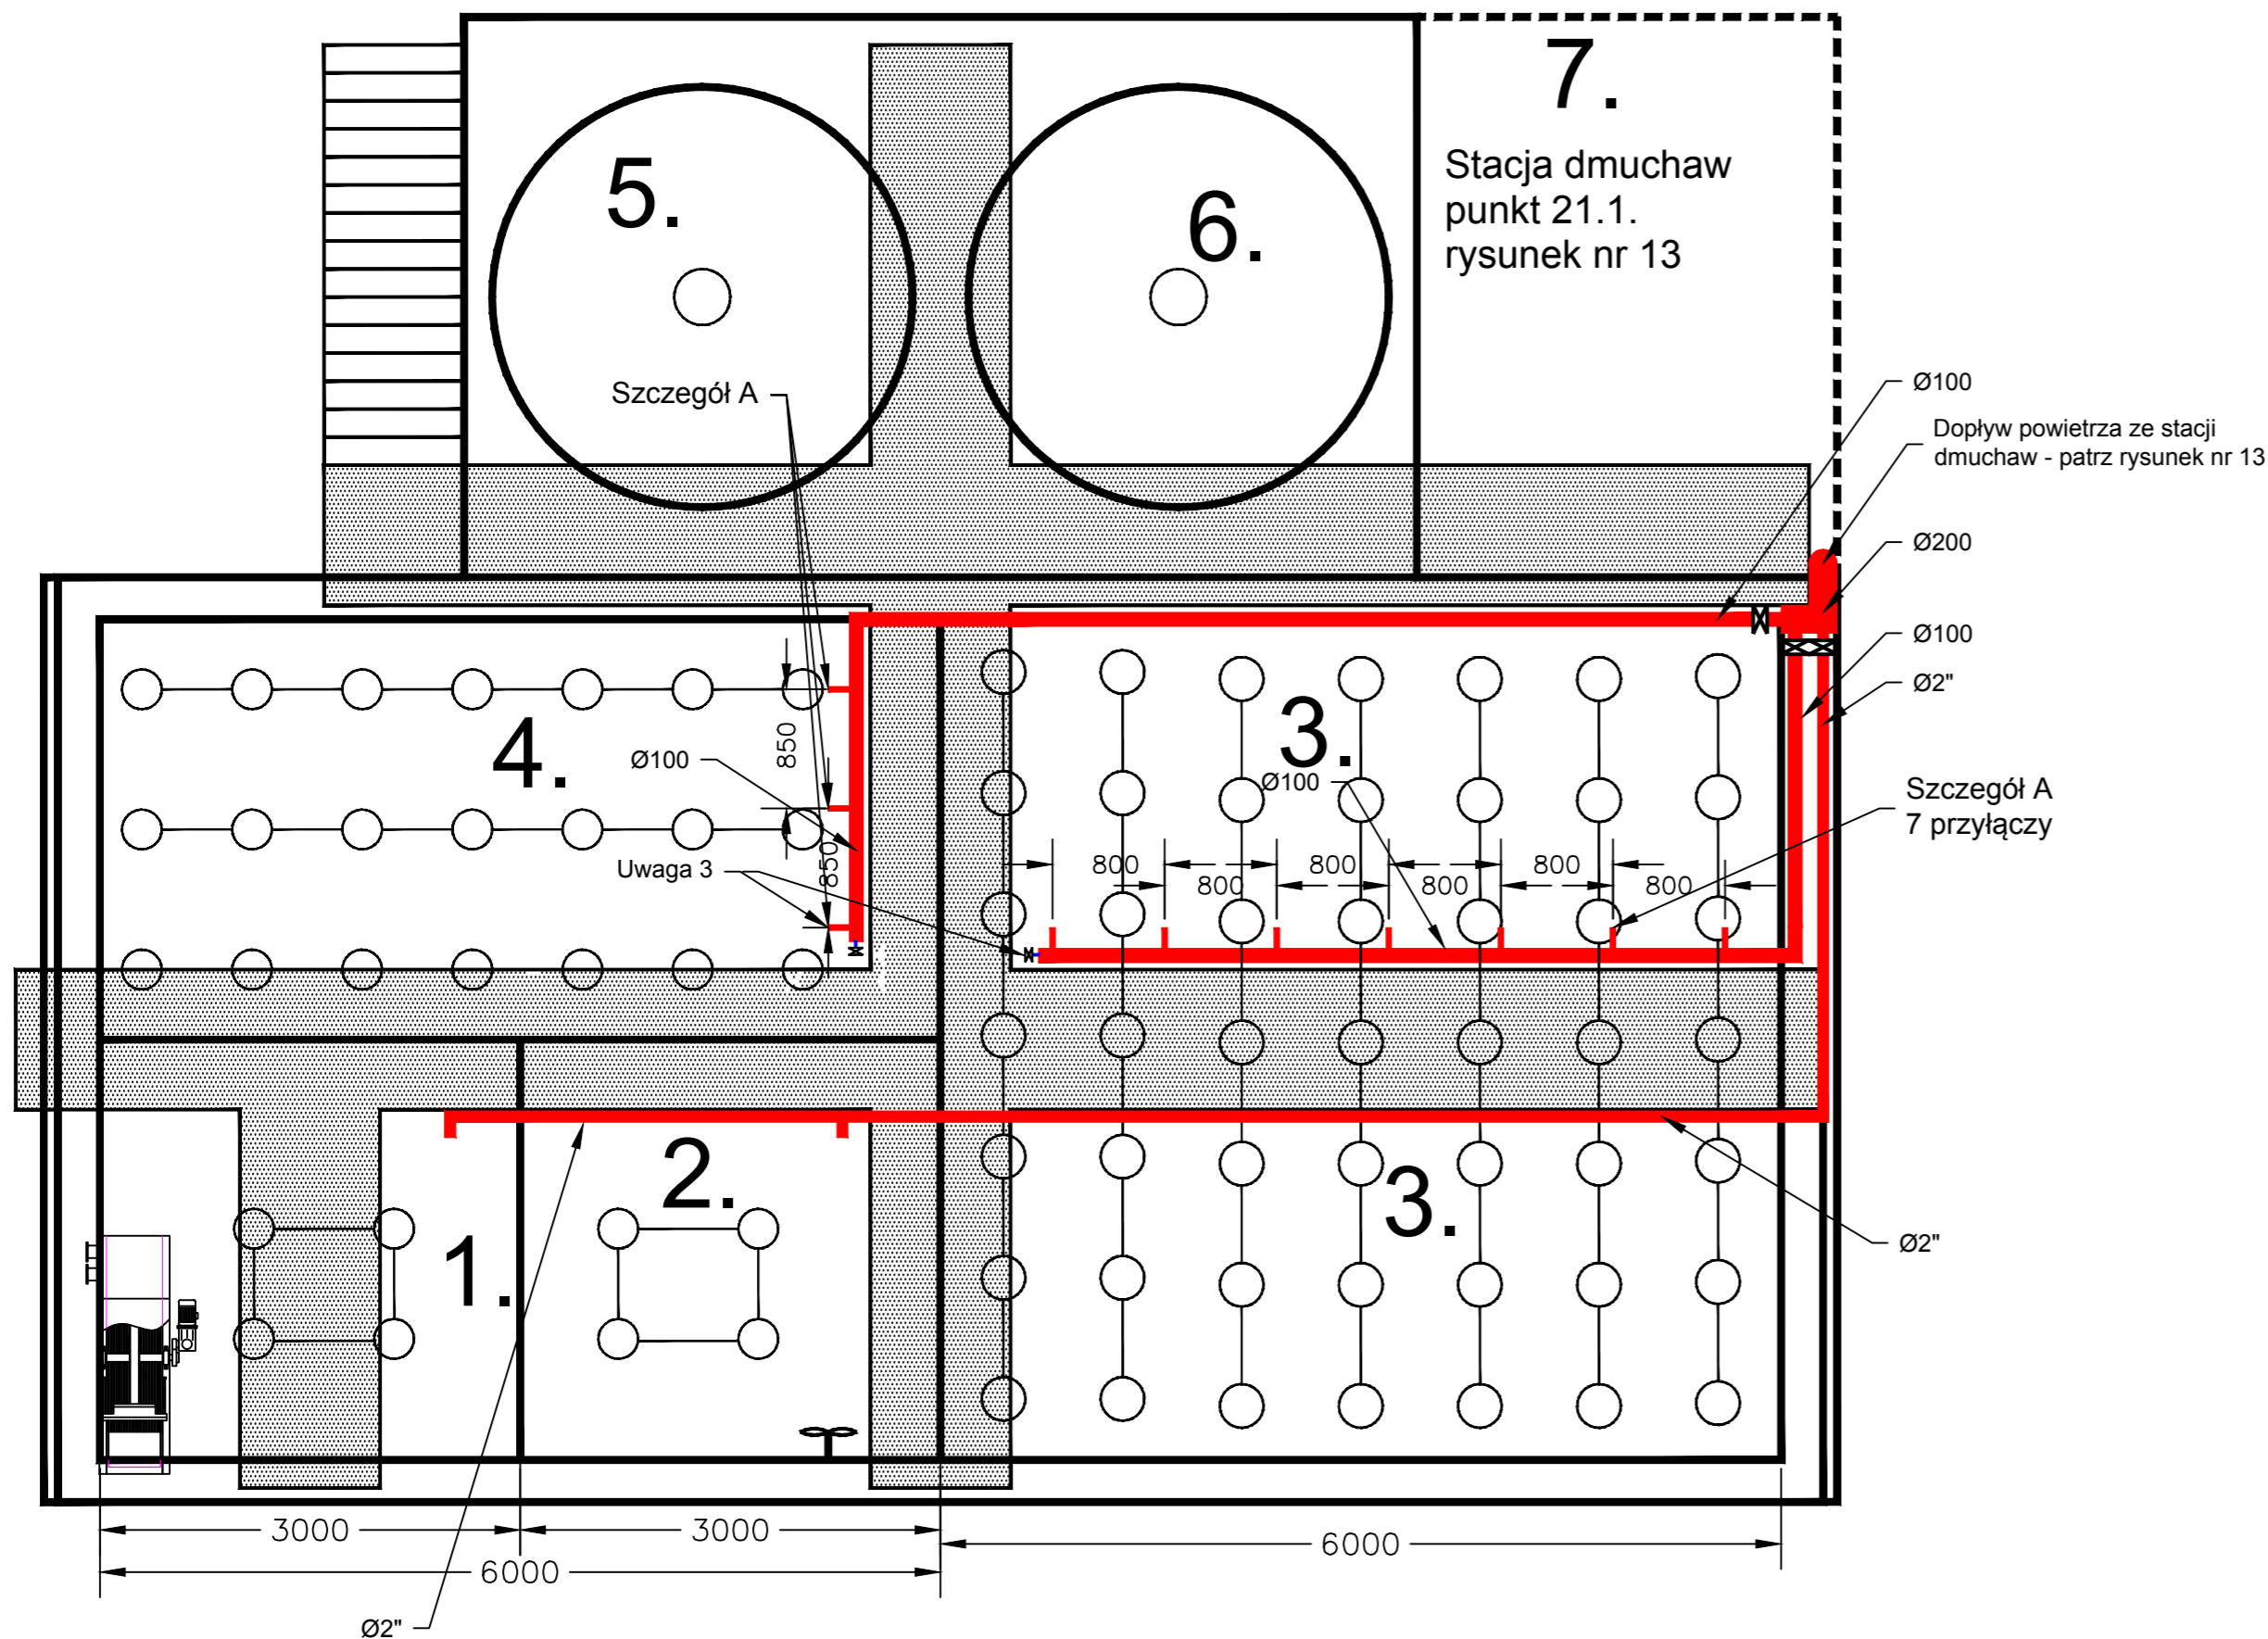 7.
Stacja dmuchaw
punkt 21.1.
rysunek nr 13
5.
6.
Szczegół A
Ø100
Dopływ powietrza ze stacji
dmuchaw - patrz rysunek nr 13
Ø200
Ø100
Ø2"
4.
Ø100
850
850
Uwaga 3
3.
Ø100
Szczegół A
7 przyłączy
800
800
800
800
800
800
2.
1.
3.
Ø2"
3000
3000
6000
6000
Ø2"